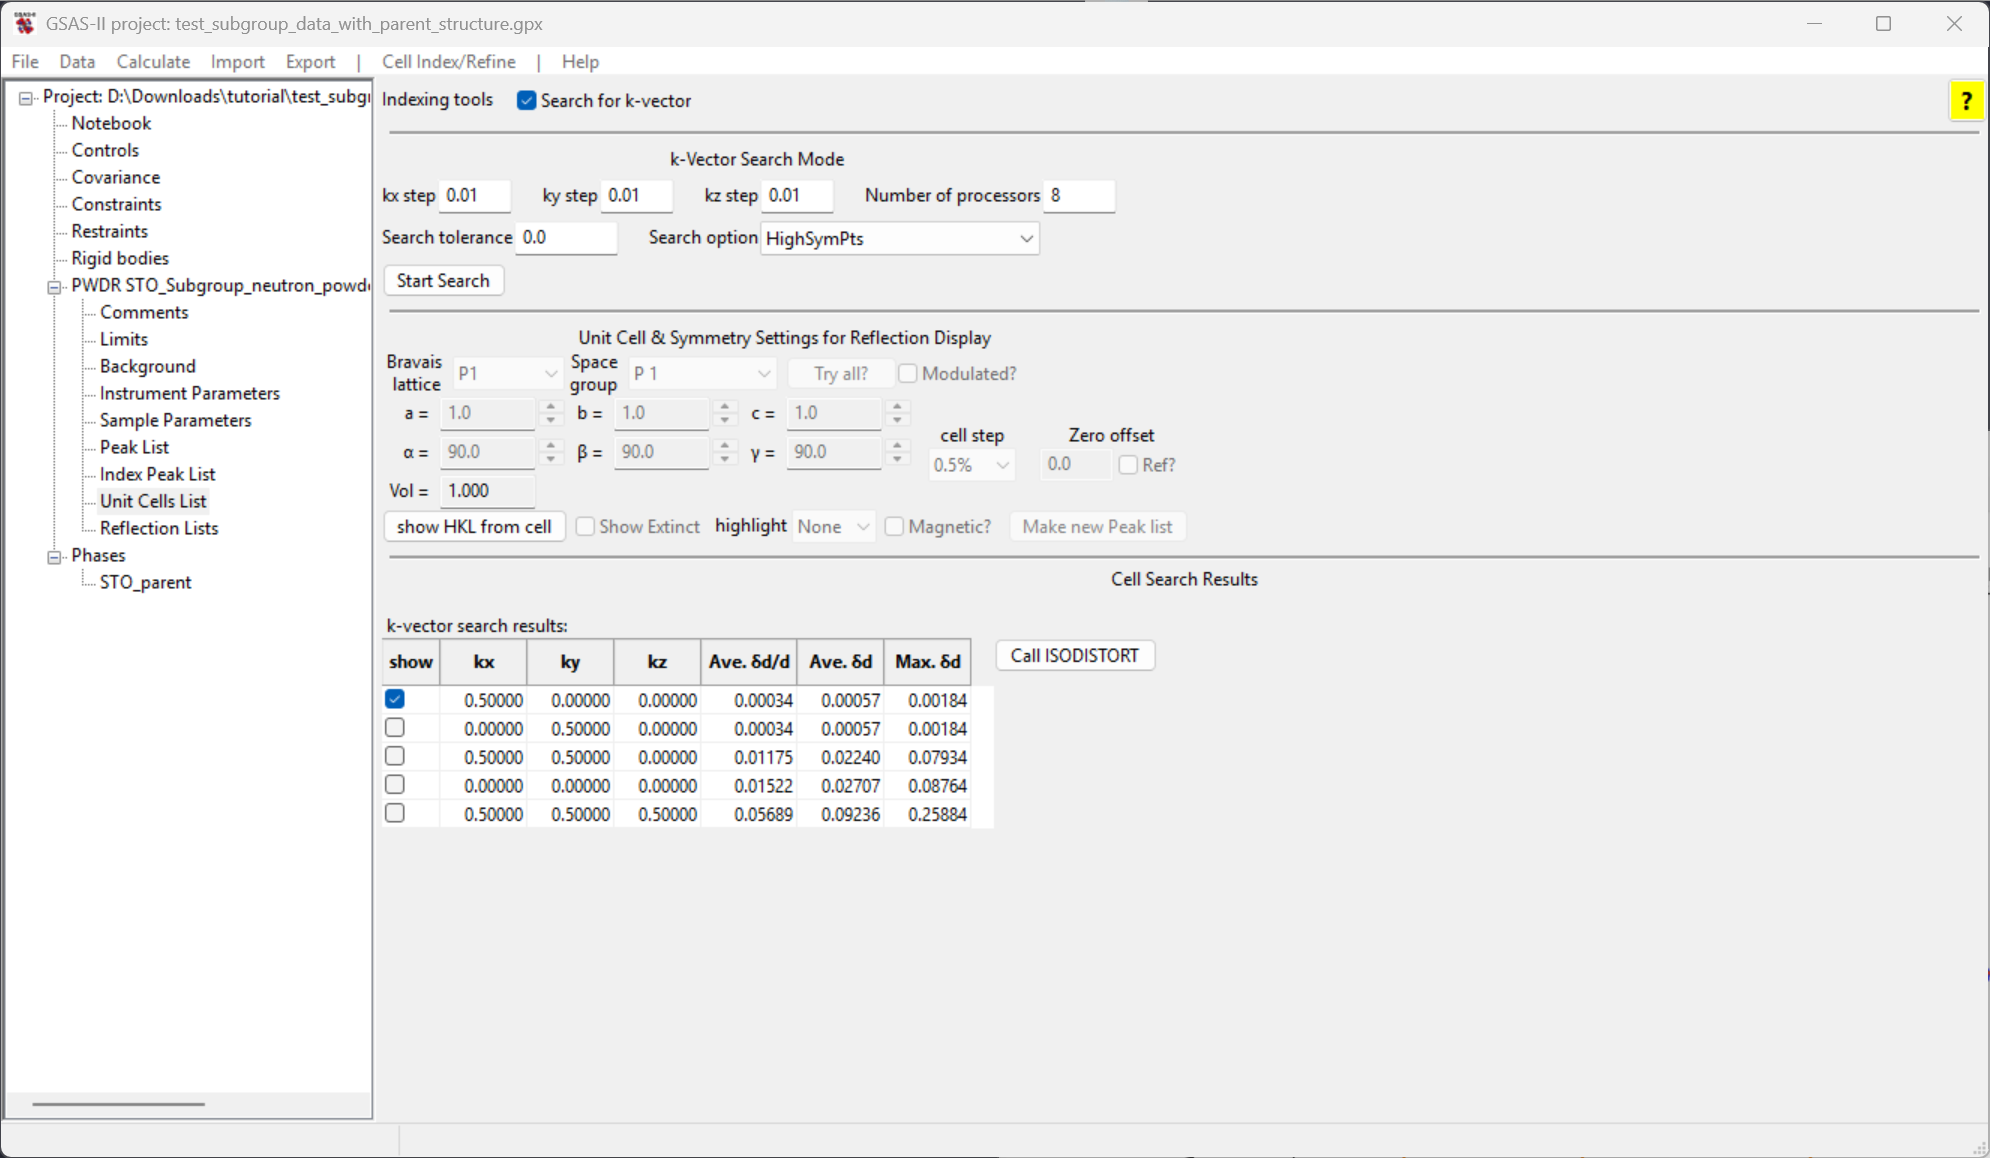 GSAS-II project: test_subgroup_data_with_parent_structure.gpx
File Data Calculate Import Export | Cell Index/Refine | Help
Project: D:\Downloads\tutorial\test_subg
Notebook
Controls
Covariance
Constraints
Restraints
Rigid bodies
PWDR STO_Subgroup_neutron_powd
Comments
Limits
Background
Instrument Parameters
Sample Parameters
Peak List
Index Peak List
Unit Cells List
Reflection Lists
Phases
STO_parent
Indexing tools Search for k-vector ?
k-Vector Search Mode
kx step 0.01 ky step 0.01 kz step 0.01 Number of processors 8
Search tolerance 0.0 Search option HighSymPts
Start Search
Unit Cell & Symmetry Settings for Reflection Display
Bravais lattice P1 Space group P 1 Try all? Modulated?
a = 1.0 b = 1.0 c = 1.0
cell step Zero offset
α = 90.0 β = 90.0 γ = 90.0 0.5% 0.0 Ref?
Vol = 1.000
show HKL from cell Show Extinct highlight None Magnetic? Make new Peak list
Cell Search Results
k-vector search results:
show kx ky kz Ave. δd/d Ave. δd Max. δd Call ISODISTORT
0.50000 0.00000 0.00000 0.00034 0.00057 0.00184
0.00000 0.50000 0.00000 0.00034 0.00057 0.00184
0.50000 0.50000 0.00000 0.01175 0.02240 0.07934
0.00000 0.00000 0.00000 0.01522 0.02707 0.08764
0.50000 0.50000 0.50000 0.05689 0.09236 0.25884